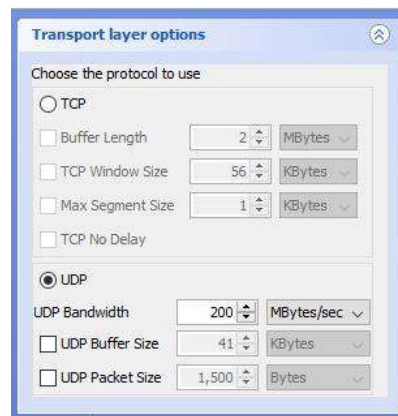 Transport layer options
Choose the protocol to use
TCP
Buffer Length 2 MBytes
TCP Window Size 56 KBytes
Max Segment Size 1 KBytes
TCP No Delay
UDP
UDP Bandwidth 200 MBytes/sec
UDP Buffer Size 41 KBytes
UDP Packet Size 1,500 Bytes